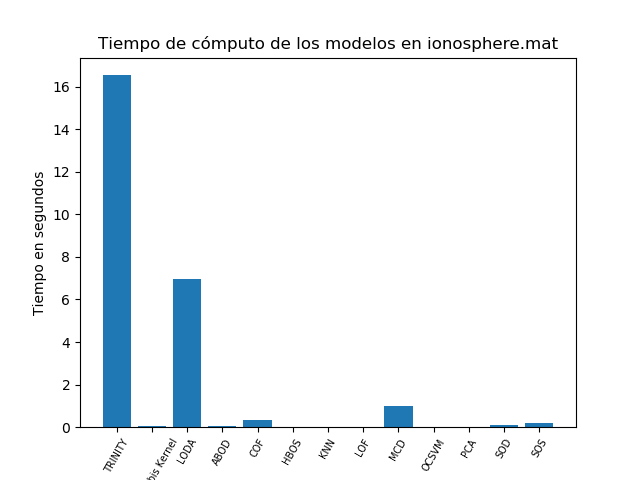 Tiempo de cómputo de los modelos en ionosphere.mat
Tiempo en segundos
16
14
12
10
8
6
4
2
0
TRINITY
Kernel
LODA
ABOD
COF
HBOS
KNN
LOF
MCD
OCSVM
PCA
SOD
SOS